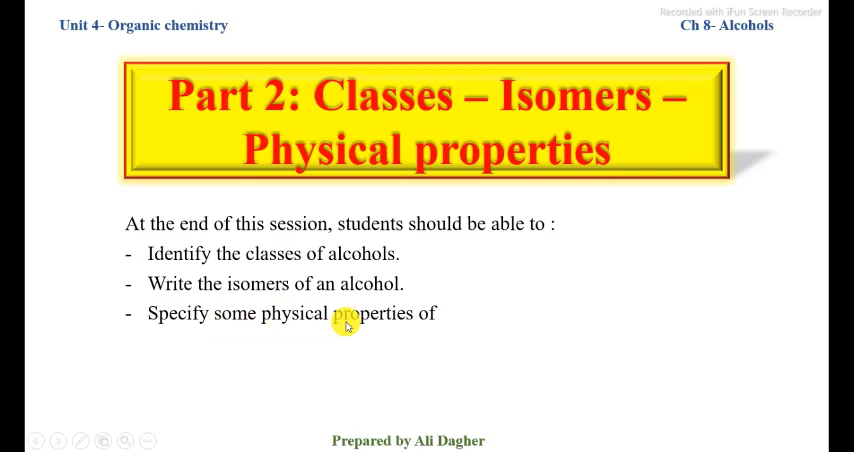 Recorded with iFun Screen Recorder
Unit 4- Organic chemistry
Ch 8- Alcohols
Part 2: Classes – Isomers –
Physical properties
At the end of this session, students should be able to :
- Identify the classes of alcohols.
- Write the isomers of an alcohol.
- Specify some physical properties of
Prepared by Ali Dagher